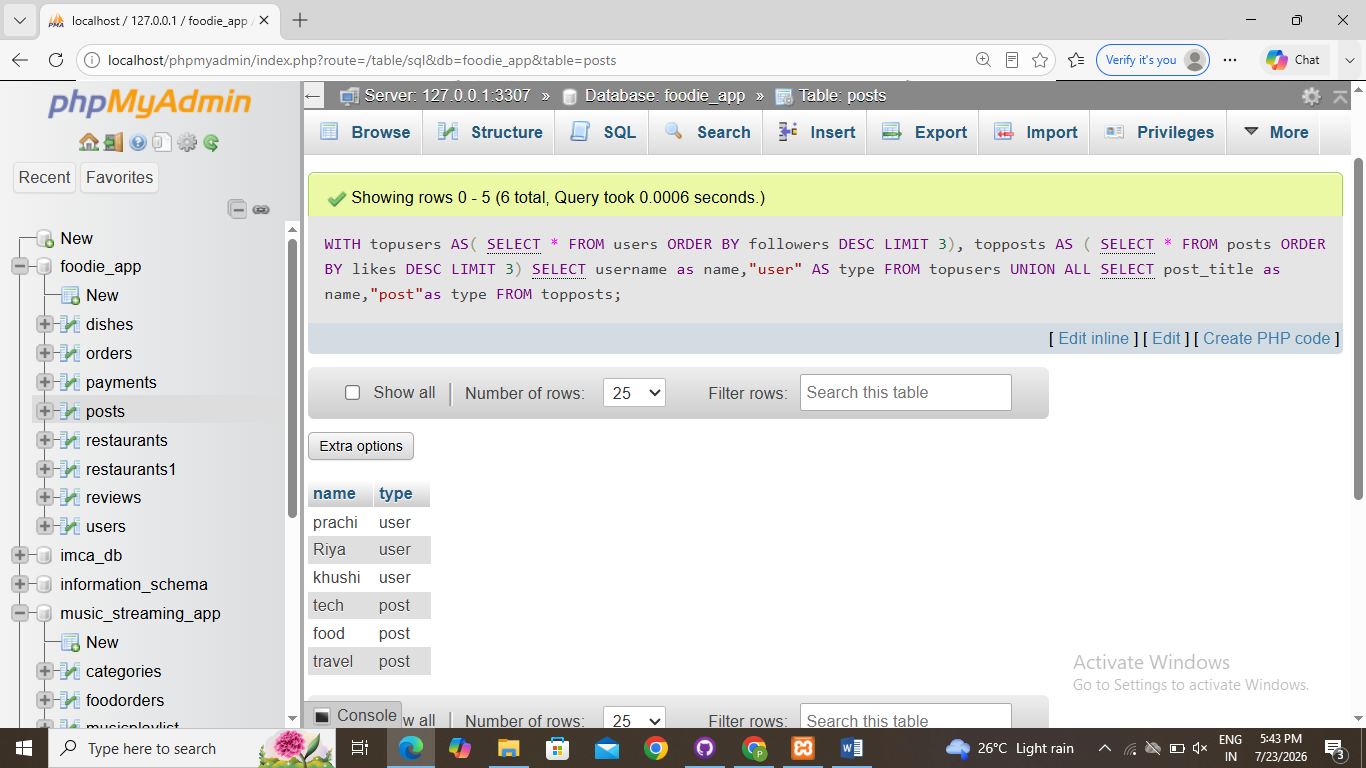 localhost / 127.0.0.1 / foodie_app
localhost/phpmyadmin/index.php?route=/table/sql&db=foodie_app&table=posts
Verify it's you
Chat
phpMyAdmin
Recent
Favorites
New
foodie_app
New
dishes
orders
payments
posts
restaurants
restaurants1
reviews
users
imca_db
information_schema
music_streaming_app
New
categories
foodorders
musicplaylist
Server: 127.0.0.1:3307 » Database: foodie_app » Table: posts
Browse Structure SQL Search Insert Export Import Privileges More
Showing rows 0 - 5 (6 total, Query took 0.0006 seconds.)
WITH topusers AS( SELECT * FROM users ORDER BY followers DESC LIMIT 3), topposts AS ( SELECT * FROM posts ORDER
BY likes DESC LIMIT 3) SELECT username as name,"user" AS type FROM topusers UNION ALL SELECT post_title as
name,"post"as type FROM topposts;
[ Edit inline ] [ Edit ] [ Create PHP code ]
Show all Number of rows: 25 Filter rows: Search this table
Extra options
name type
prachi user
Riya user
khushi user
tech post
food post
travel post
Activate Windows
Go to Settings to activate Windows.
Console
w all Number of rows: 25 Filter rows: Search this table
Type here to search
26°C Light rain
ENG
IN
5:43 PM
7/23/2026
3